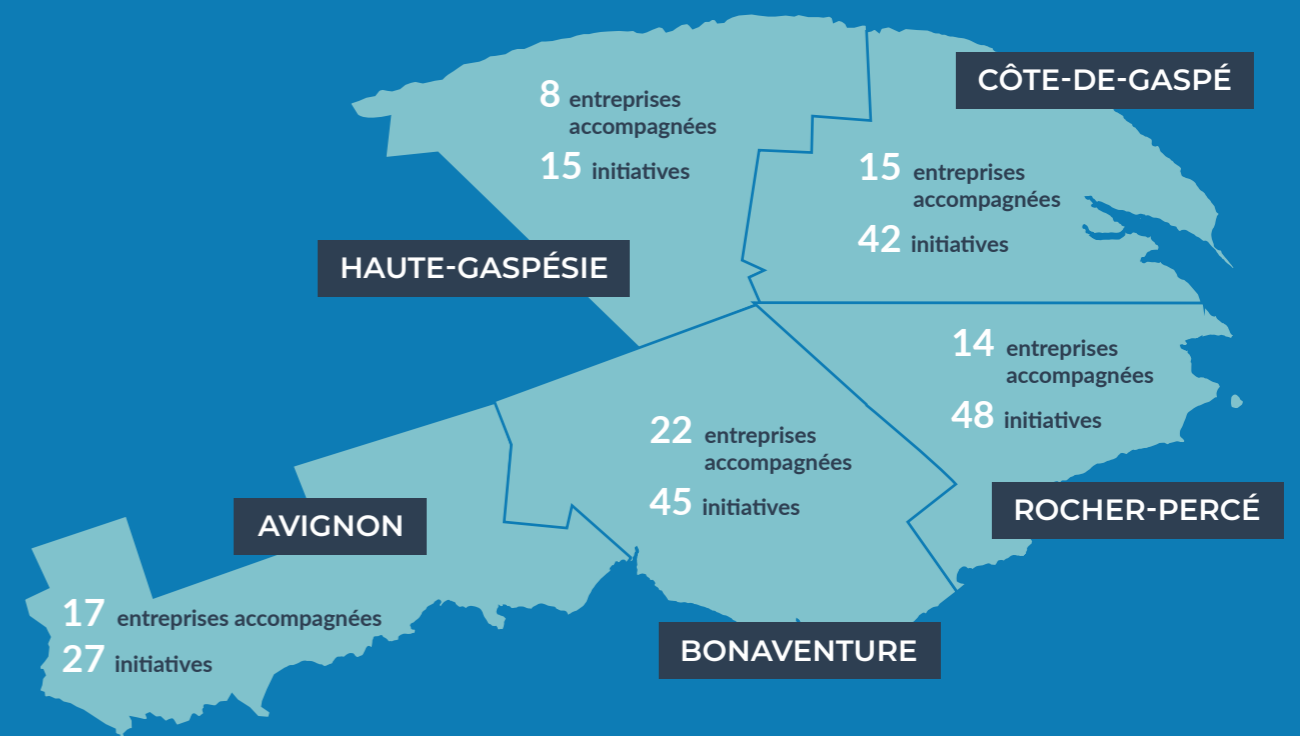 CÔTE-DE-GASPÉ
8 entreprises
accompagnées
15 initiatives
15 entreprises
accompagnées
42 initiatives
HAUTE-GASPÉSIE
14 entreprises
accompagnées
48 initiatives
22 entreprises
accompagnées
45 initiatives
ROCHER-PERCÉ
AVIGNON
17 entreprises accompagnées
27 initiatives
BONAVENTURE